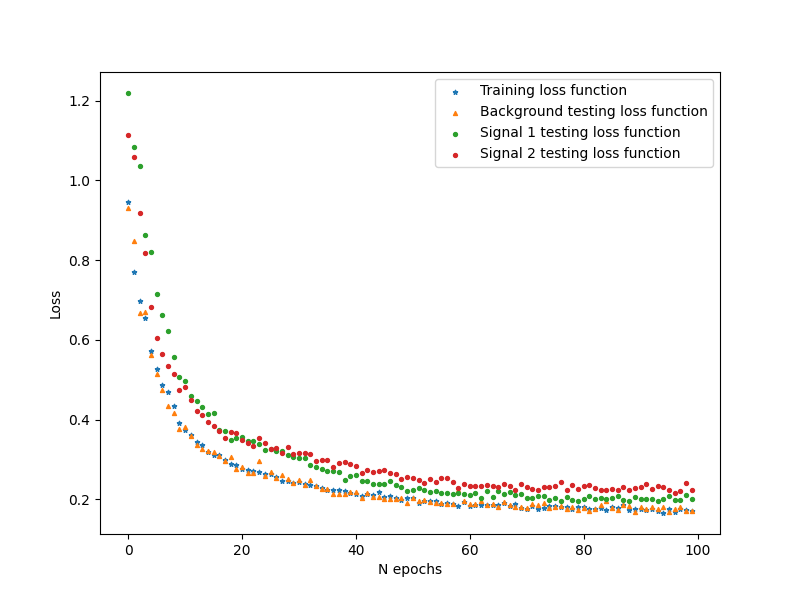 Training loss function
Background testing loss function
Signal 1 testing loss function
Signal 2 testing loss function
Loss
1.2
1.0
0.8
0.6
0.4
0.2
0 20 40 60 80 100
N epochs